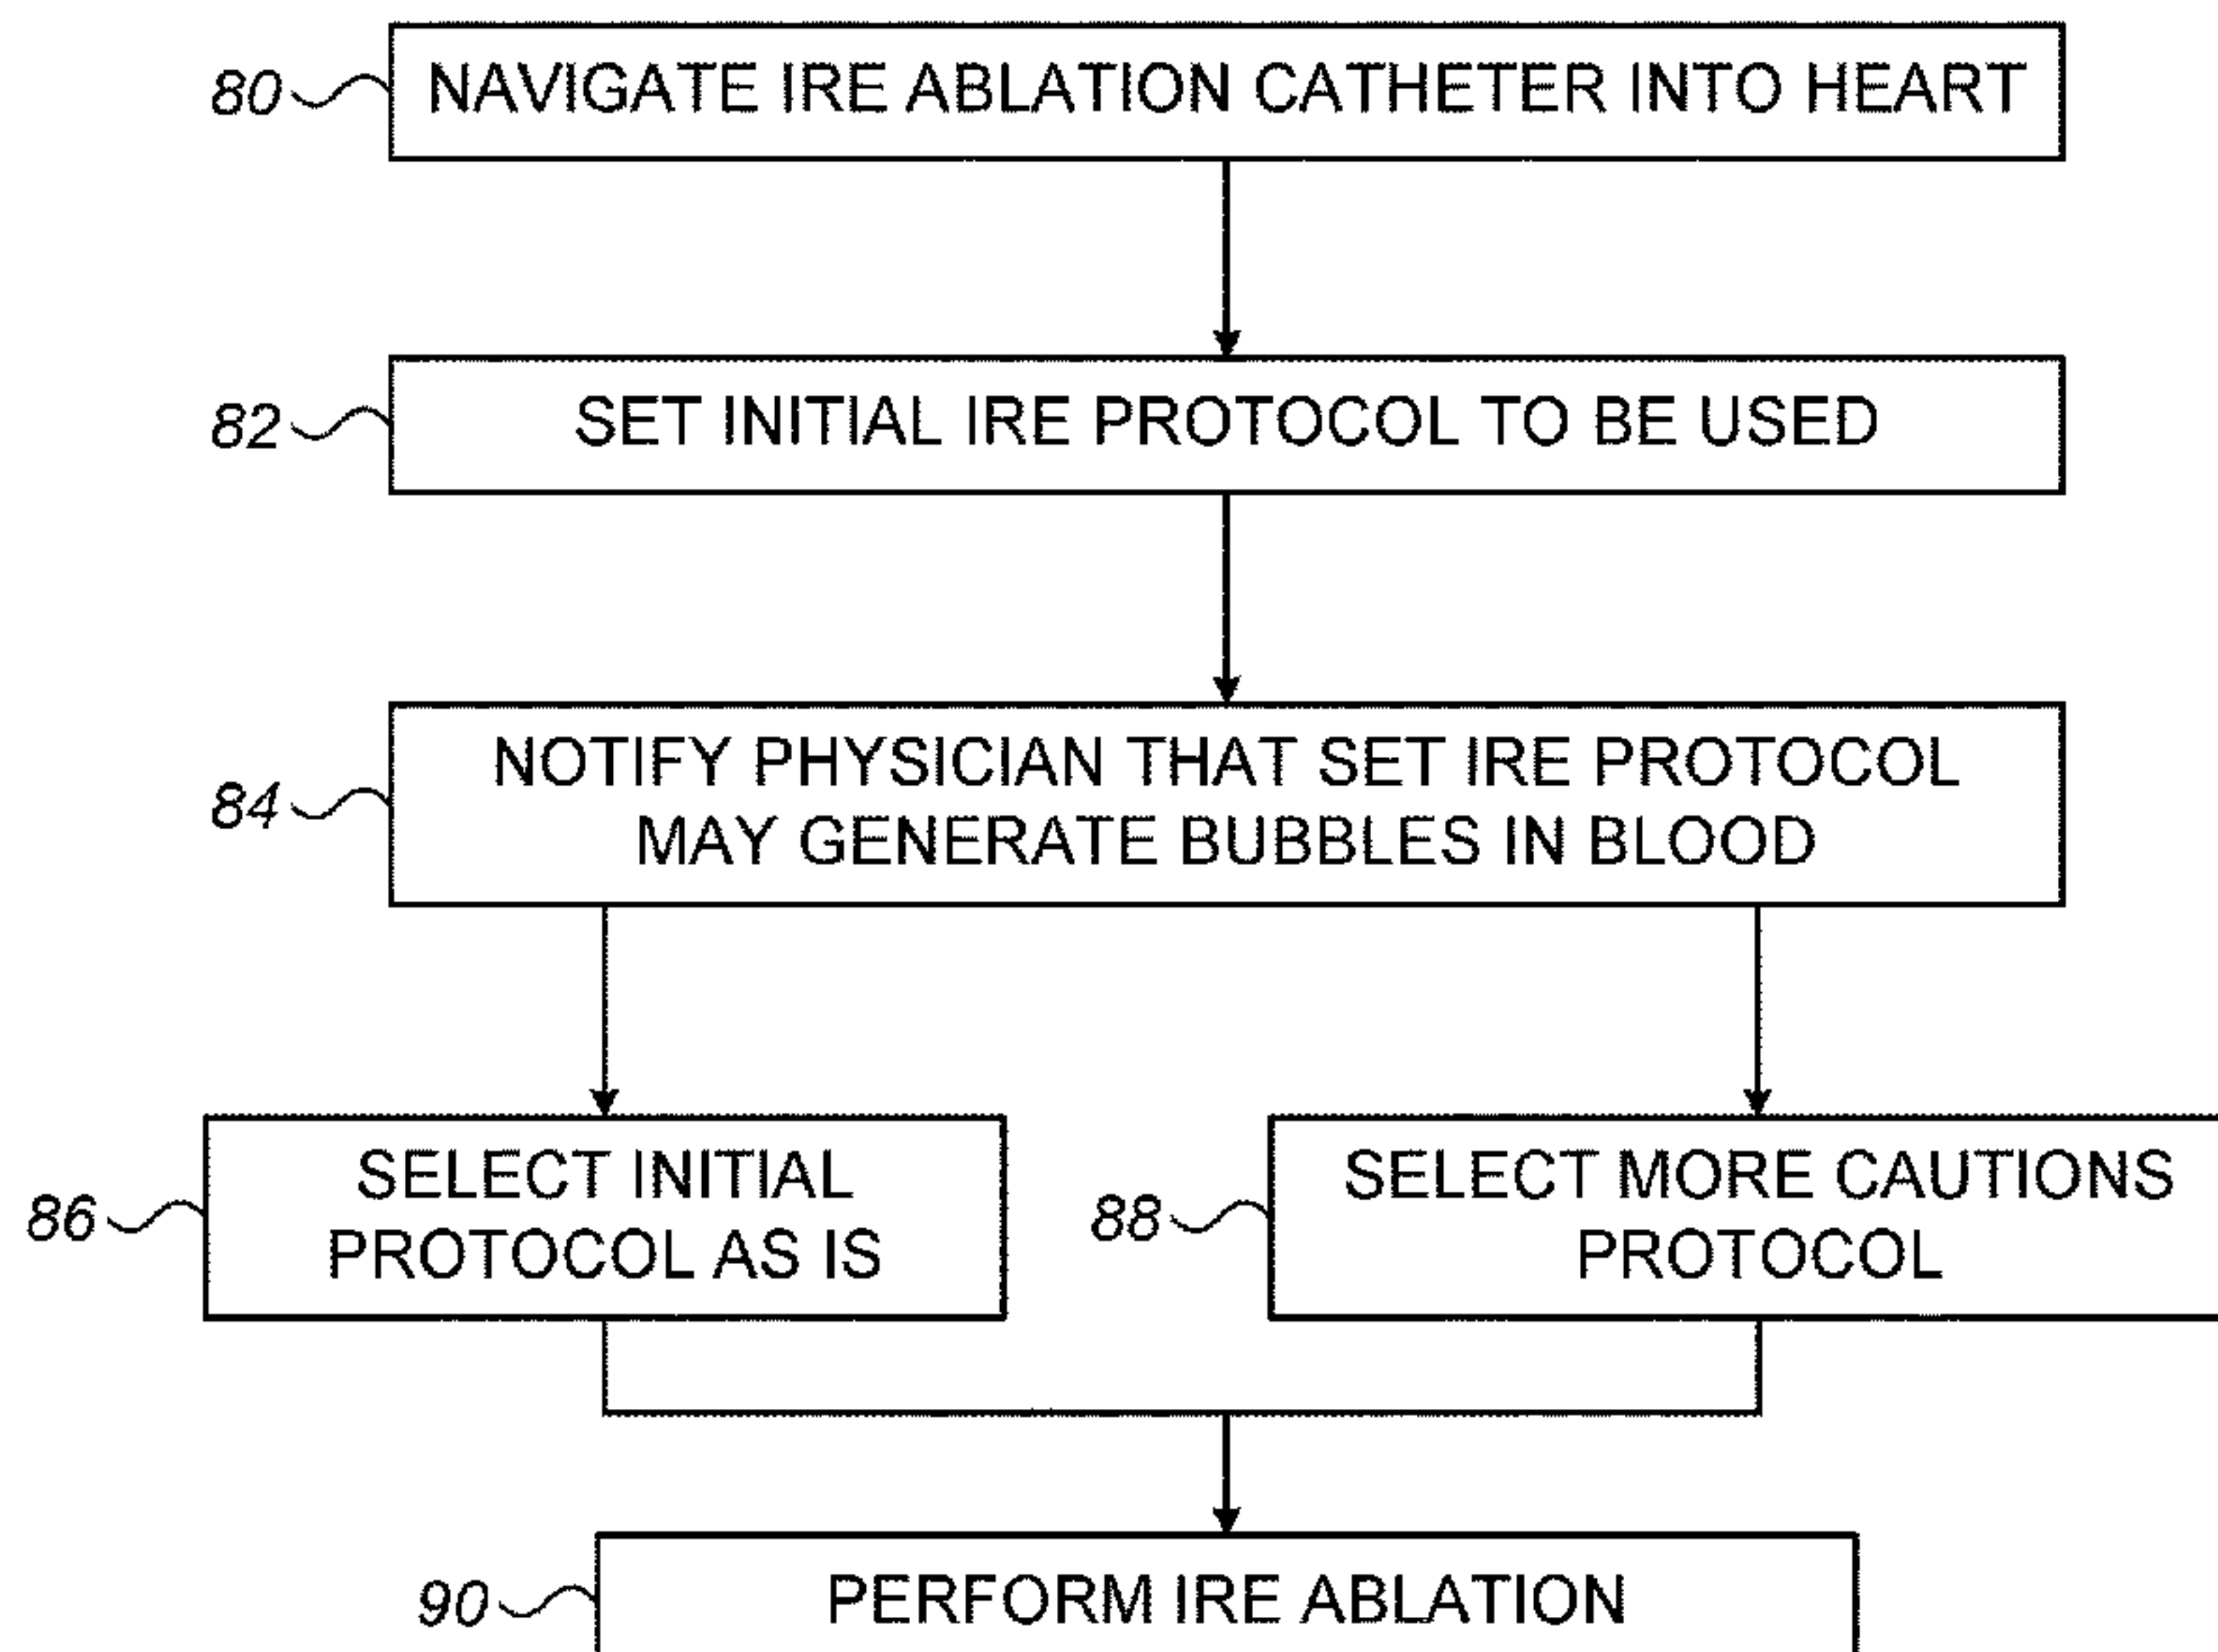 80 NAVIGATE IRE ABLATION CATHETER INTO HEART
82 SET INITIAL IRE PROTOCOL TO BE USED
NOTIFY PHYSICIAN THAT SET IRE PROTOCOL
84
MAY GENERATE BUBBLES IN BLOOD
SELECT INITIAL
86
PROTOCOL AS IS
SELECT MORE CAUTIONS
88
PROTOCOL
90 PERFORM IRE ABLATION